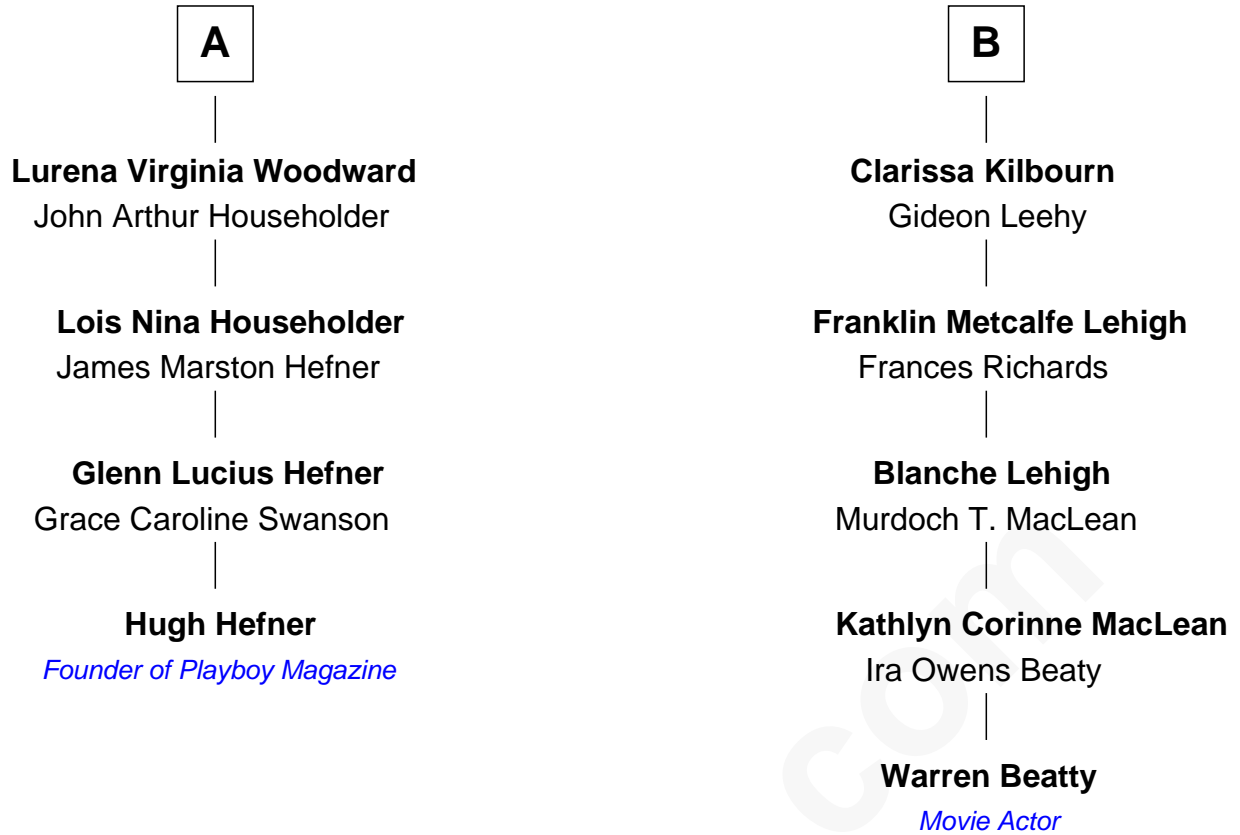 A
Lurena Virginia Woodward
John Arthur Householder
Lois Nina Householder
James Marston Hefner
Glenn Lucius Hefner
Grace Caroline Swanson
Hugh Hefner
Founder of Playboy Magazine
B
Clarissa Kilbourn
Gideon Leehy
Franklin Metcalfe Lehigh
Frances Richards
Blanche Lehigh
Murdoch T. MacLean
Kathlyn Corinne MacLean
Ira Owens Beaty
Warren Beatty
Movie Actor
com